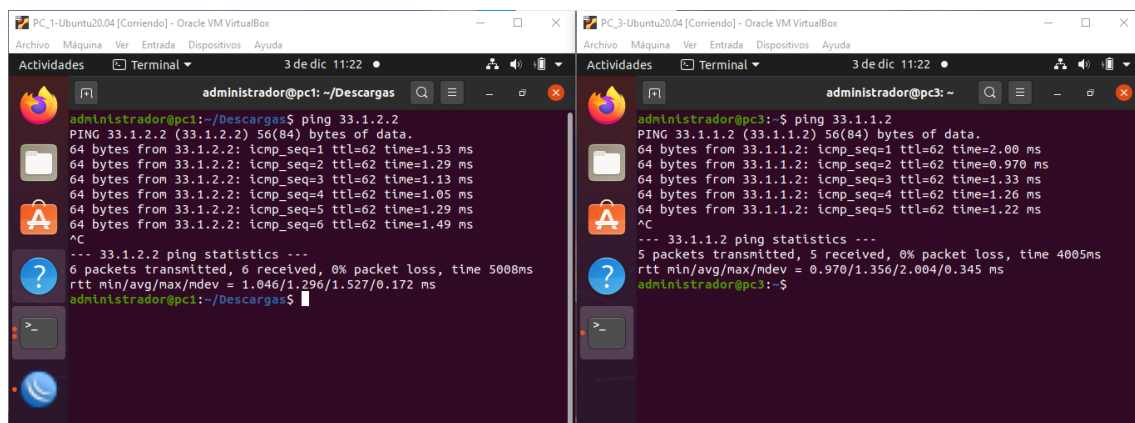 PC_1-Ubuntu20.04 [Corriendo] - Oracle VM VirtualBox
Archivo Máquina Ver Entrada Dispositivos Ayuda
Actividades Terminal 3 de dic 11:22
administrador@pc1: ~/Descargas
administrador@pc1:~/Descargas$ ping 33.1.2.2
PING 33.1.2.2 (33.1.2.2) 56(84) bytes of data.
64 bytes from 33.1.2.2: icmp_seq=1 ttl=62 time=1.53 ms
64 bytes from 33.1.2.2: icmp_seq=2 ttl=62 time=1.29 ms
64 bytes from 33.1.2.2: icmp_seq=3 ttl=62 time=1.13 ms
64 bytes from 33.1.2.2: icmp_seq=4 ttl=62 time=1.05 ms
64 bytes from 33.1.2.2: icmp_seq=5 ttl=62 time=1.29 ms
64 bytes from 33.1.2.2: icmp_seq=6 ttl=62 time=1.49 ms
^C
--- 33.1.2.2 ping statistics ---
6 packets transmitted, 6 received, 0% packet loss, time 5008ms
rtt min/avg/max/mdev = 1.046/1.296/1.527/0.172 ms
administrador@pc1:~/Descargas$
PC_3-Ubuntu20.04 [Corriendo] - Oracle VM VirtualBox
Archivo Máquina Ver Entrada Dispositivos Ayuda
Actividades Terminal 3 de dic 11:22
administrador@pc3: ~
administrador@pc3:~$ ping 33.1.1.2
PING 33.1.1.2 (33.1.1.2) 56(84) bytes of data.
64 bytes from 33.1.1.2: icmp_seq=1 ttl=62 time=2.00 ms
64 bytes from 33.1.1.2: icmp_seq=2 ttl=62 time=0.970 ms
64 bytes from 33.1.1.2: icmp_seq=3 ttl=62 time=1.33 ms
64 bytes from 33.1.1.2: icmp_seq=4 ttl=62 time=1.26 ms
64 bytes from 33.1.1.2: icmp_seq=5 ttl=62 time=1.22 ms
^C
--- 33.1.1.2 ping statistics ---
5 packets transmitted, 5 received, 0% packet loss, time 4005ms
rtt min/avg/max/mdev = 0.970/1.356/2.004/0.345 ms
administrador@pc3:~$